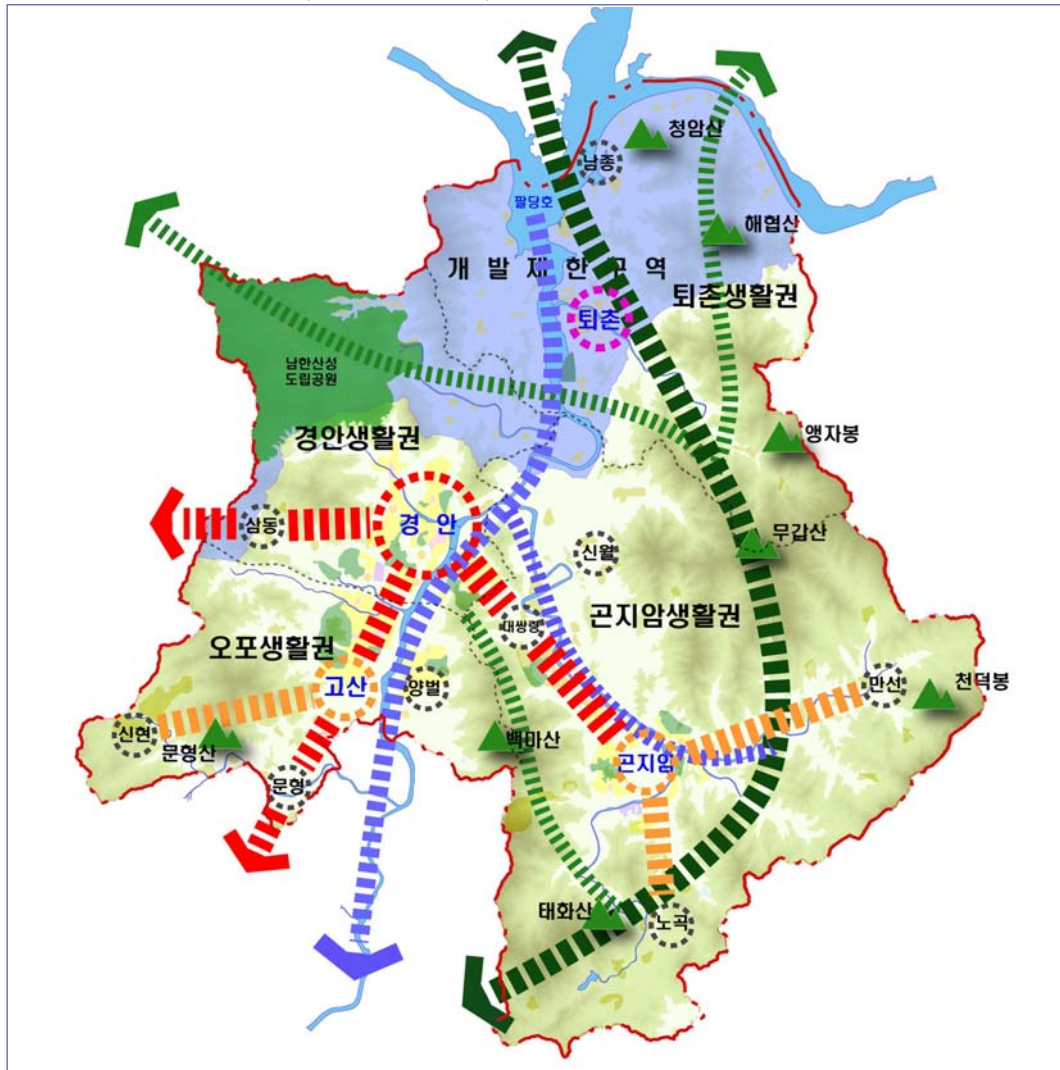 청암산
남종
팔당호
해협산
개 발 제 한 구 역
퇴촌생활권
퇴촌
남한산성
도립공원
경안생활권
앵자봉
경 안
삼동
무갑산
신월
대쌍령
곤지암생활권
오포생활권
고산
양벌
만선
천덕봉
신현
문형산
백마산
곤지암
문형
태화산
노곡